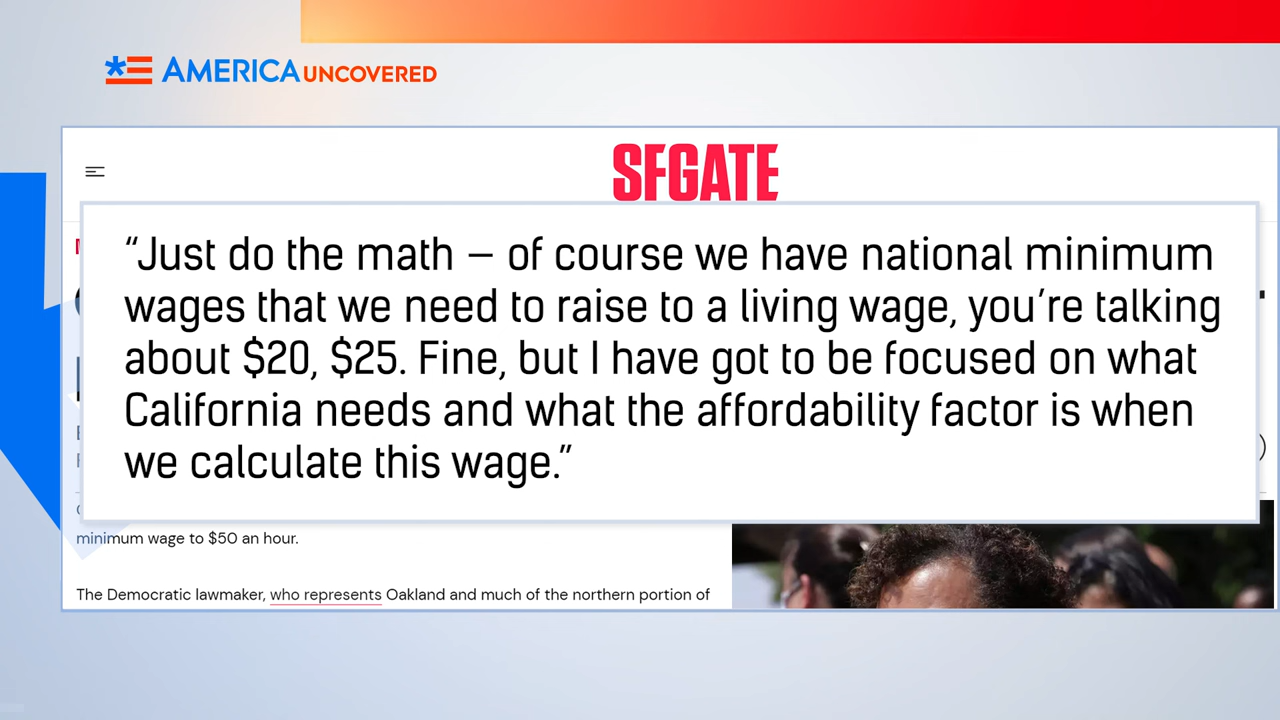 AMERICA UNCOVERED
SFGATE
“Just do the math – of course we have national minimum
wages that we need to raise to a living wage, you’re talking
about $20, $25. Fine, but I have got to be focused on what
California needs and what the affordability factor is when
we calculate this wage.”
minimum wage to $50 an hour.
The Democratic lawmaker, who represents Oakland and much of the northern portion of